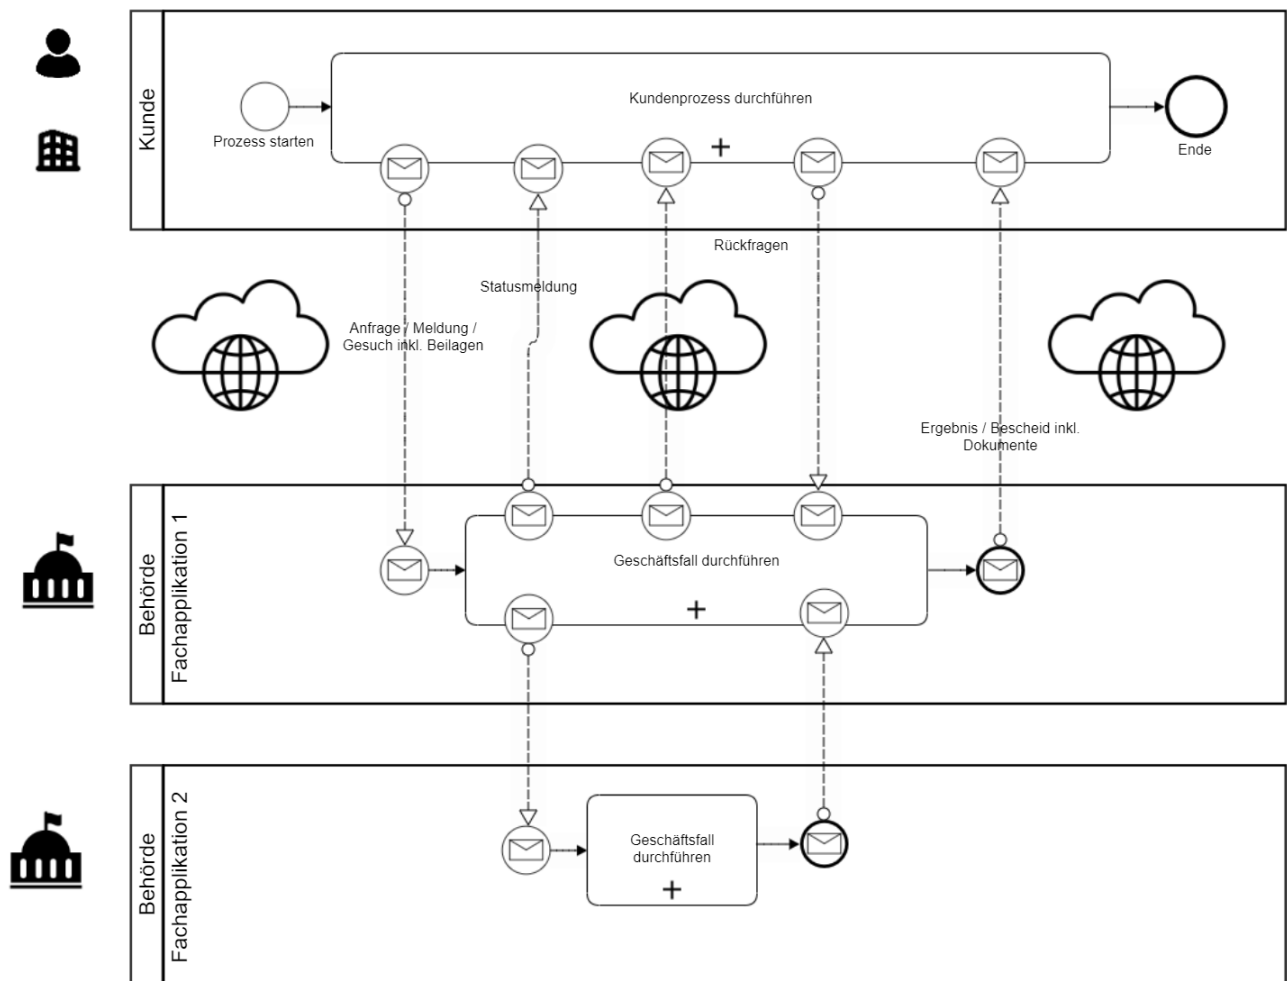 Kunde
Kundenprozess durchführen
Prozess starten
Ende
Rückfragen
Statusmeldung
Anfrage / Meldung /
Gesuch inkl. Beilagen
Ergebnis / Bescheid inkl.
Dokumente
Behörde
Fachapplikation 1
Geschäftsfall durchführen
Behörde
Fachapplikation 2
Geschäftsfall
durchführen